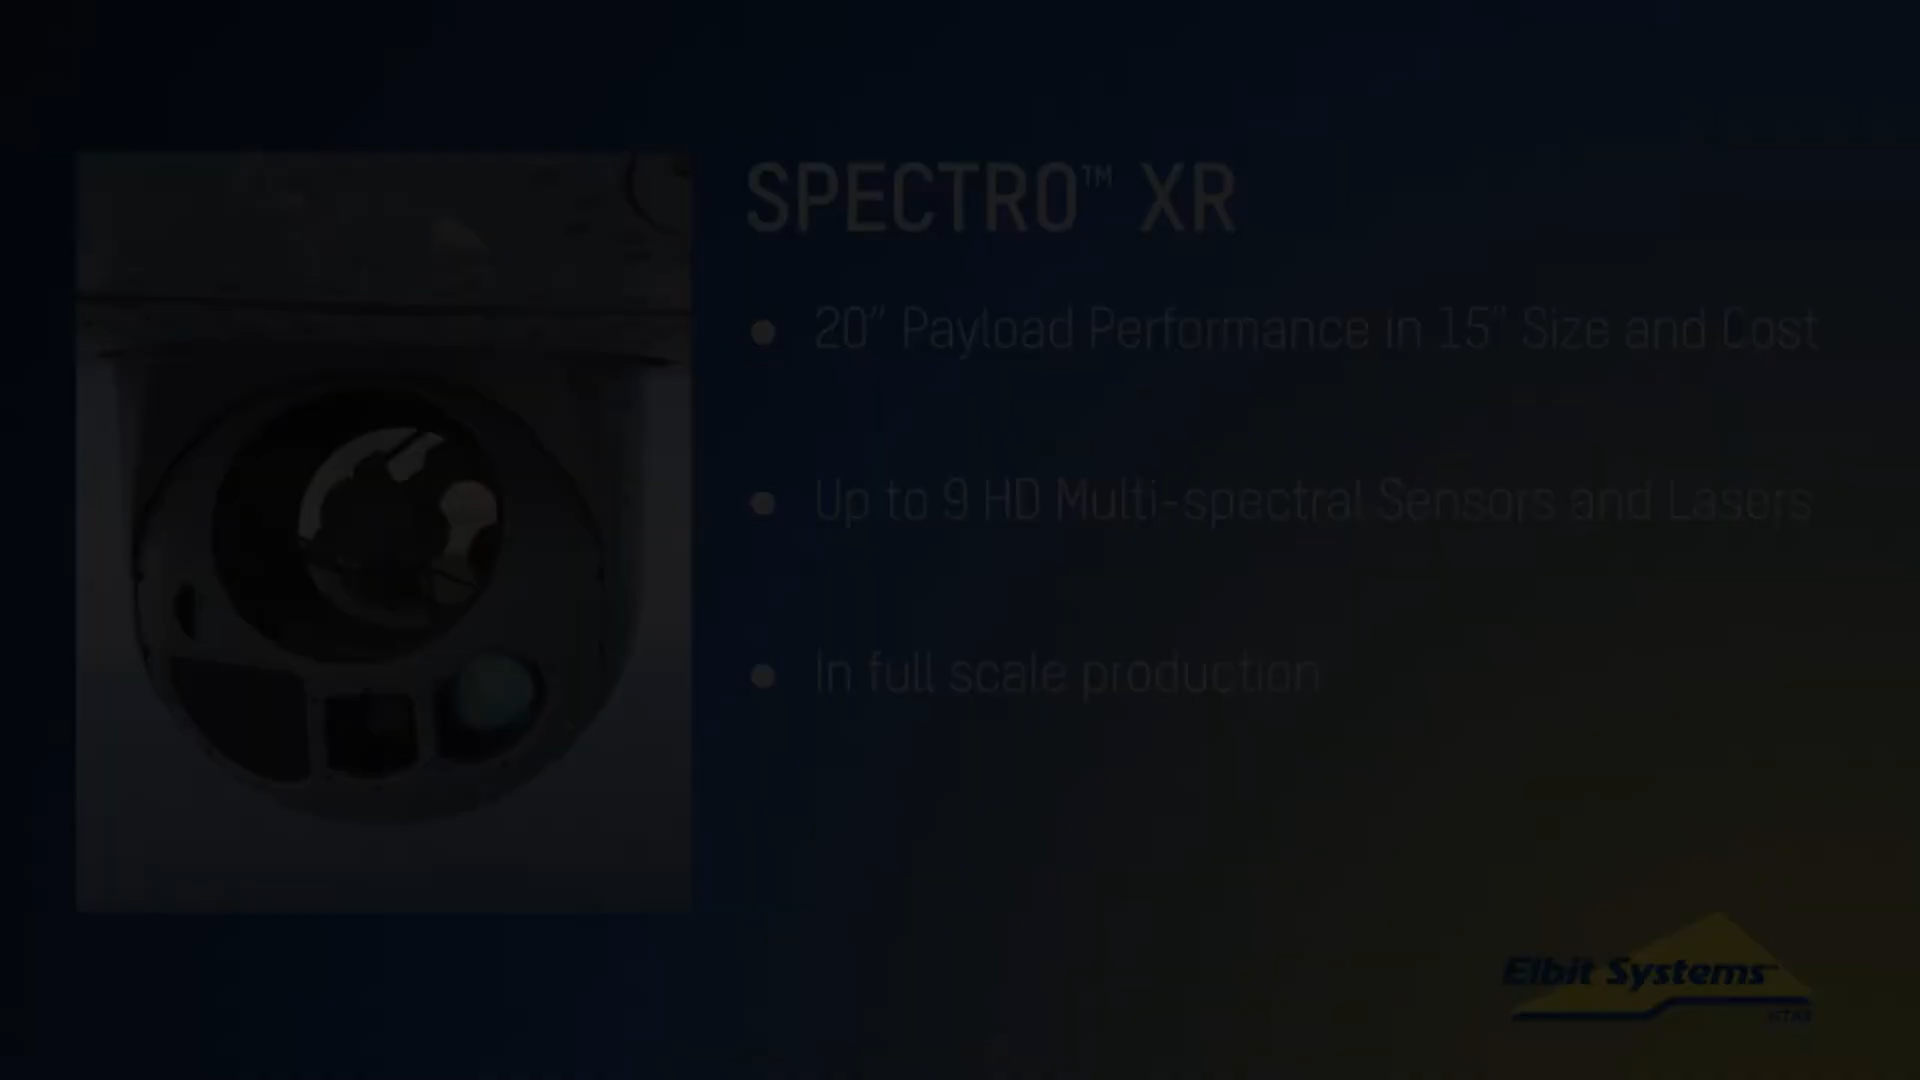 SPECTRO™ XR
● 20” Payload Performance in 15” Size and Cost
● Up to 9 HD Multi-spectral Sensors and Lasers
● In full scale production
Elbit Systems